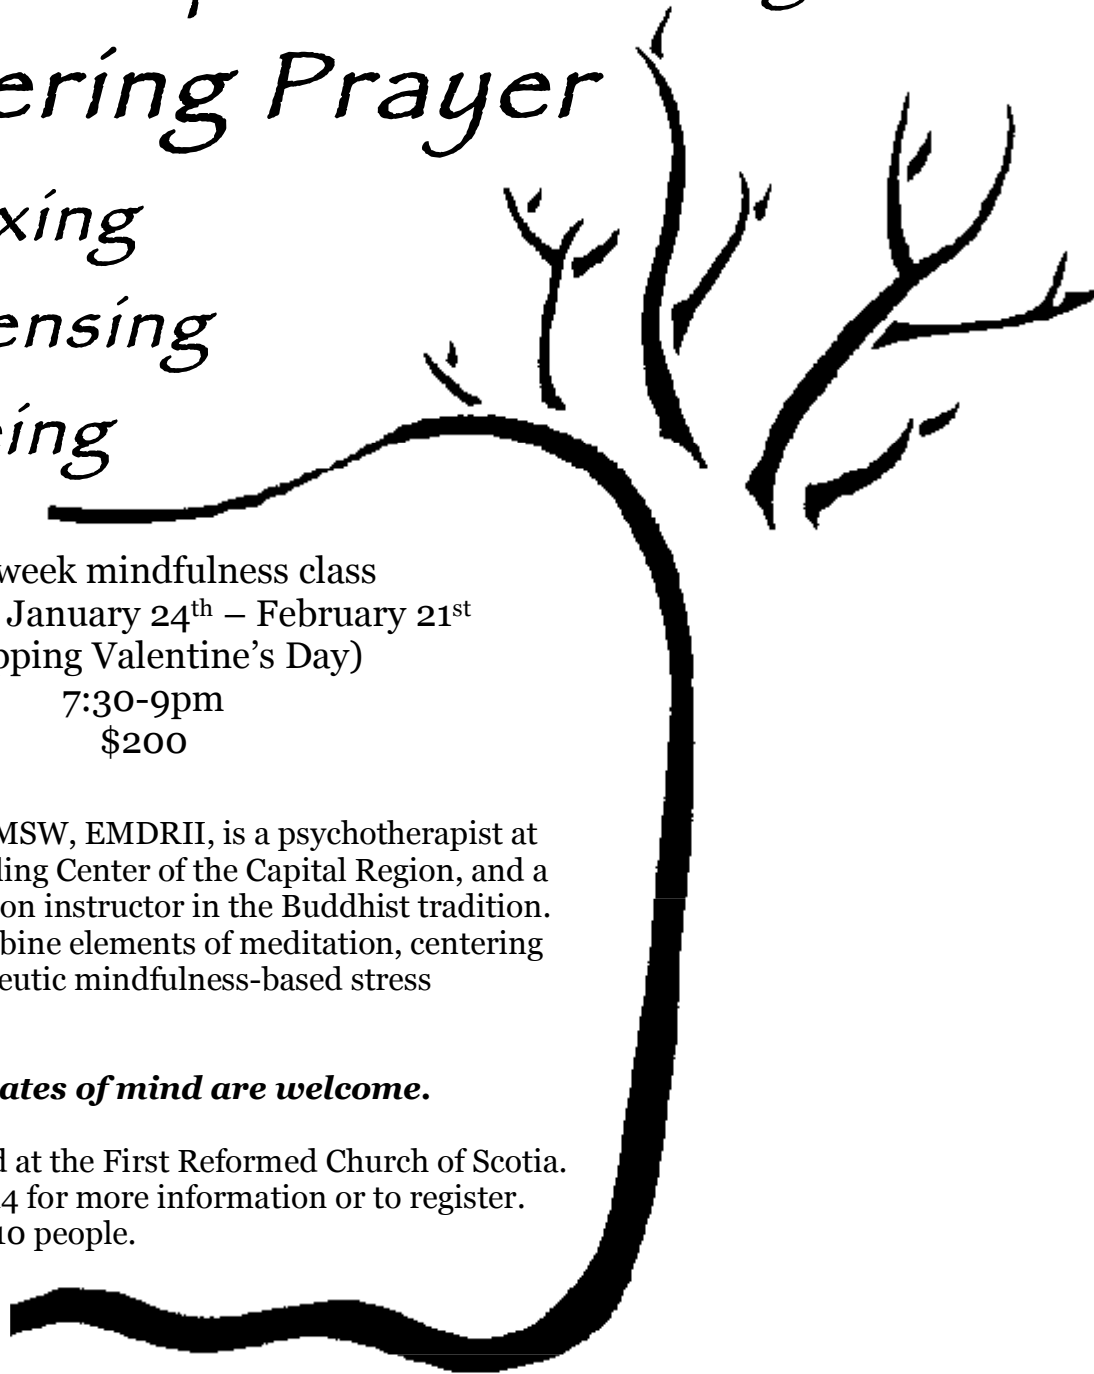 ering Prayer
xing
ensing
eing
week mindfulness class
January 24th – February 21st
pping Valentine's Day)
7:30-9pm
$200
MSW, EMDRII, is a psychotherapist at
ling Center of the Capital Region, and a
on instructor in the Buddhist tradition.
bine elements of meditation, centering
eutic mindfulness-based stress
ates of mind are welcome.
d at the First Reformed Church of Scotia.
4 for more information or to register.
10 people.